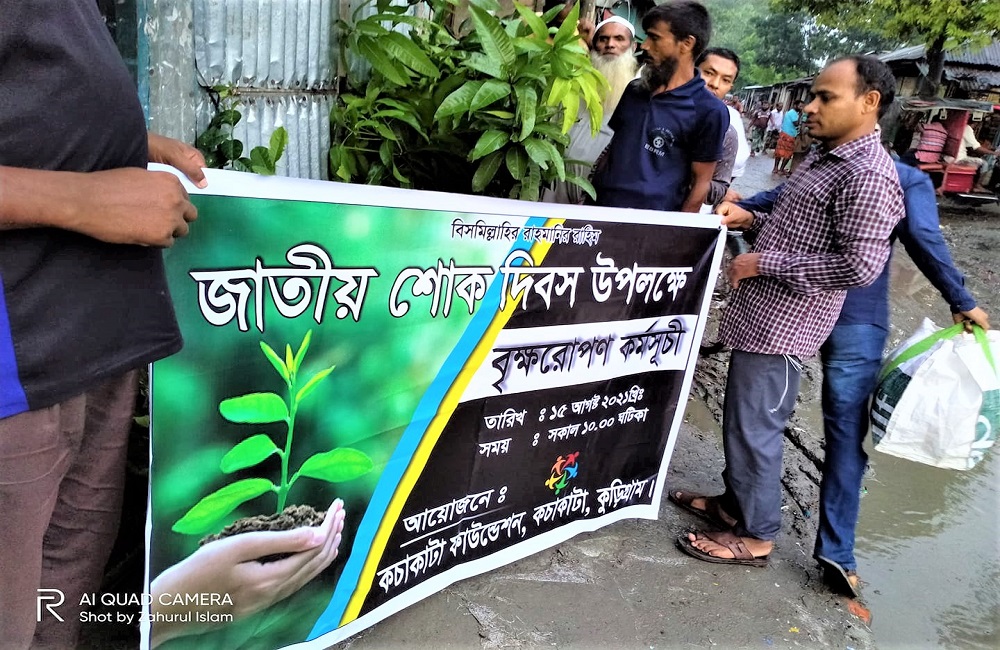 বিসমিল্লাহির রাহমানির রাহিম
জাতীয় শোক দিবস উপলক্ষে
বৃক্ষরোপণ কর্মসূচী
তারিখ : ১৫ আগষ্ট ২০২১খ্রিঃ
সময় : সকাল ১০.০০ ঘটিকা
আয়োজনে ঃ
কচাকাটা ফাউন্ডেশন, কচাকাটা, কুড়িগ্রাম।
AI QUAD CAMERA
Shot by Zahurul Islam